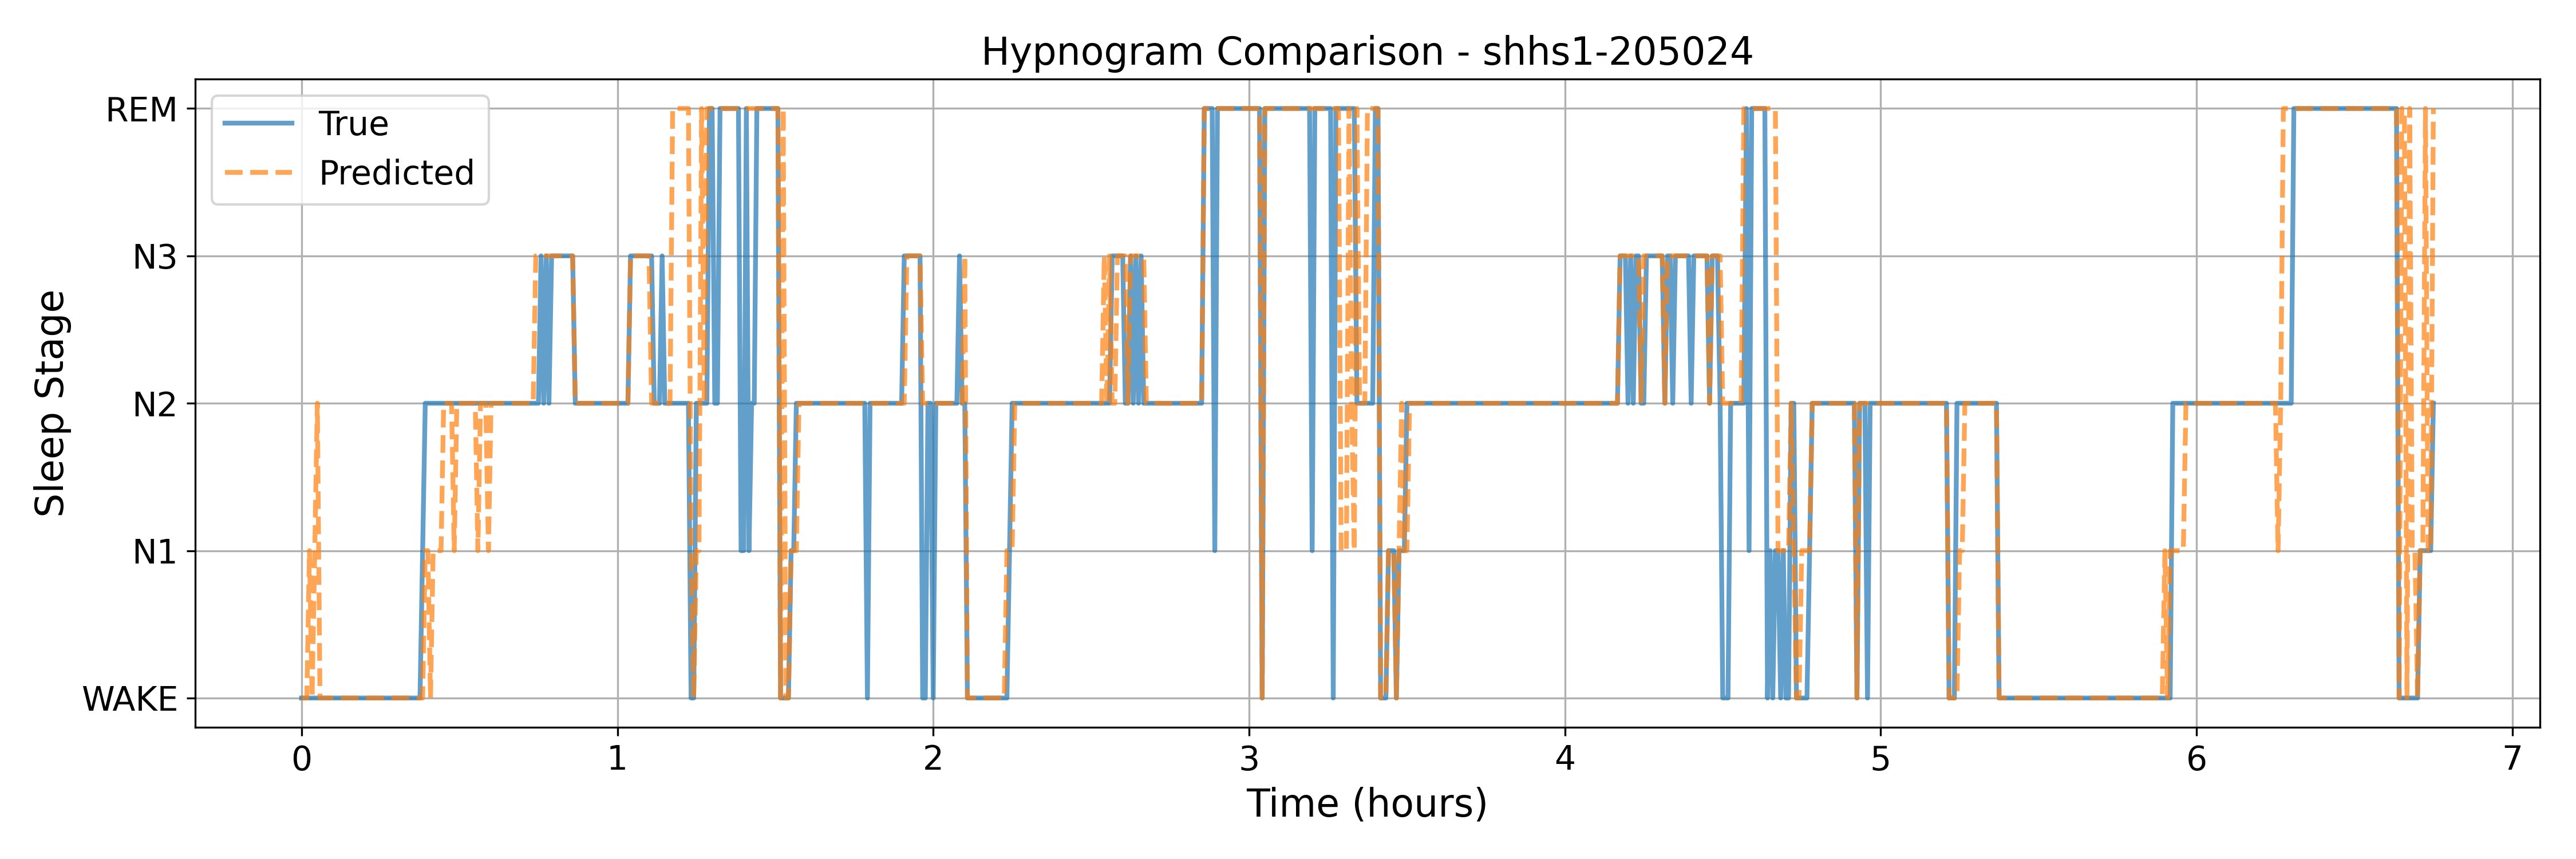 Hypnogram Comparison - shhs1-205024
True
Predicted
Sleep Stage
REM
N3
N2
N1
WAKE
0 1 2 3 4 5 6 7
Time (hours)